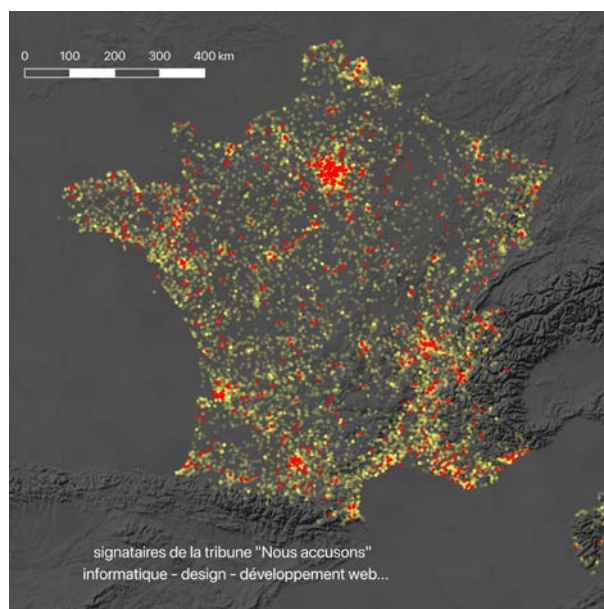 0 100 200 300 400 km
signataires de la tribune "Nous accusons"
informatique - design - développement web...